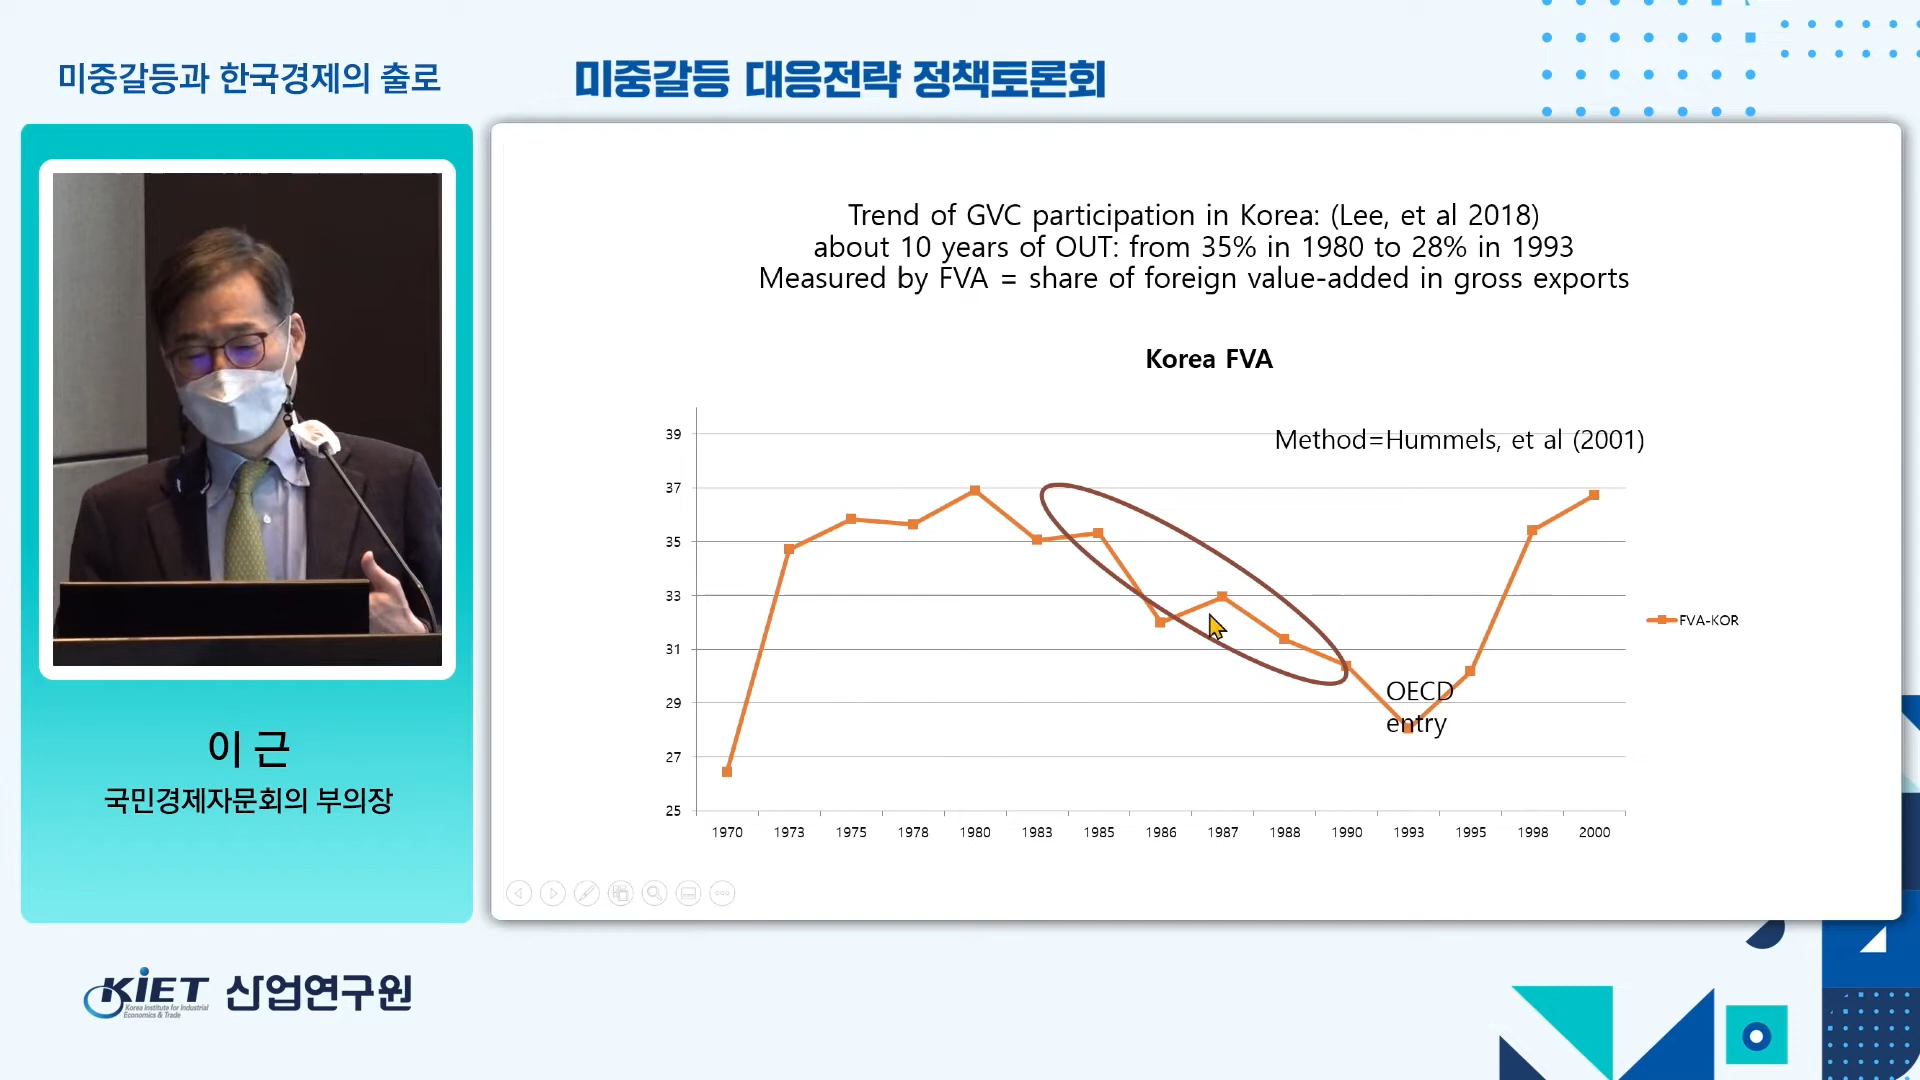 미중갈등과 한국경제의 출로
미중갈등 대응전략 정책토론회
Trend of GVC participation in Korea: (Lee, et al 2018)
about 10 years of OUT: from 35% in 1980 to 28% in 1993
Measured by FVA = share of foreign value-added in gross exports
Korea FVA
Method=Hummels, et al (2001)
39
37
35
33
31
29
27
25
OECD
entry
FVA-KOR
1970 1973 1975 1978 1980 1983 1985 1986 1987 1988 1990 1993 1995 1998 2000
이 근
국민경제자문회의 부의장
KIET 산업연구원
Korea Institute for Industrial
Economics & Trade